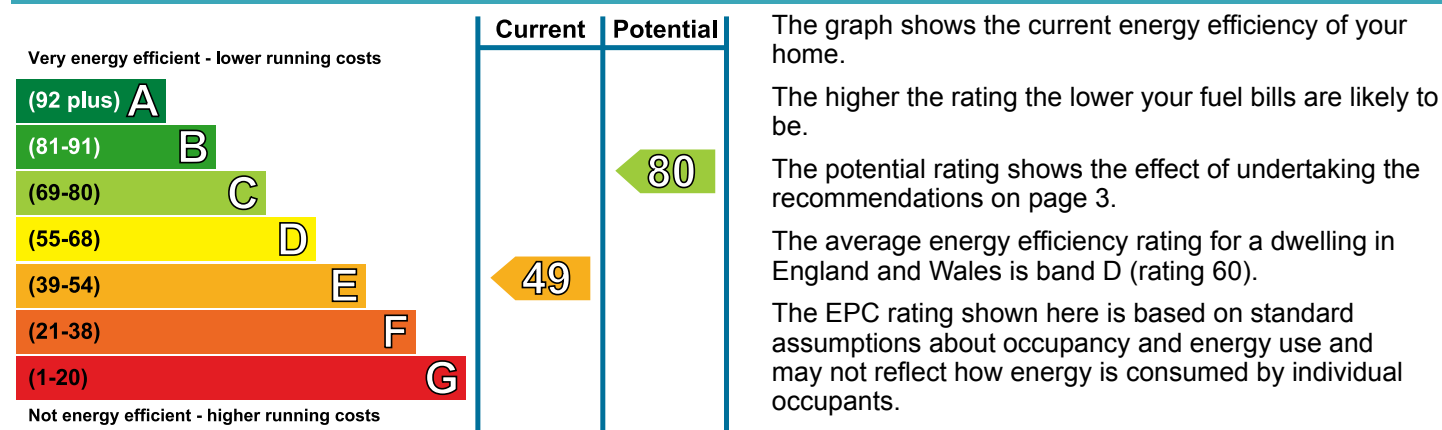 Current Potential
Very energy efficient - lower running costs
(92 plus) A
(81-91) B
(69-80) C
(55-68) D
(39-54) E
(21-38) F
(1-20) G
Not energy efficient - higher running costs
80
49
The graph shows the current energy efficiency of your
home.
The higher the rating the lower your fuel bills are likely to
be.
The potential rating shows the effect of undertaking the
recommendations on page 3.
The average energy efficiency rating for a dwelling in
England and Wales is band D (rating 60).
The EPC rating shown here is based on standard
assumptions about occupancy and energy use and
may not reflect how energy is consumed by individual
occupants.